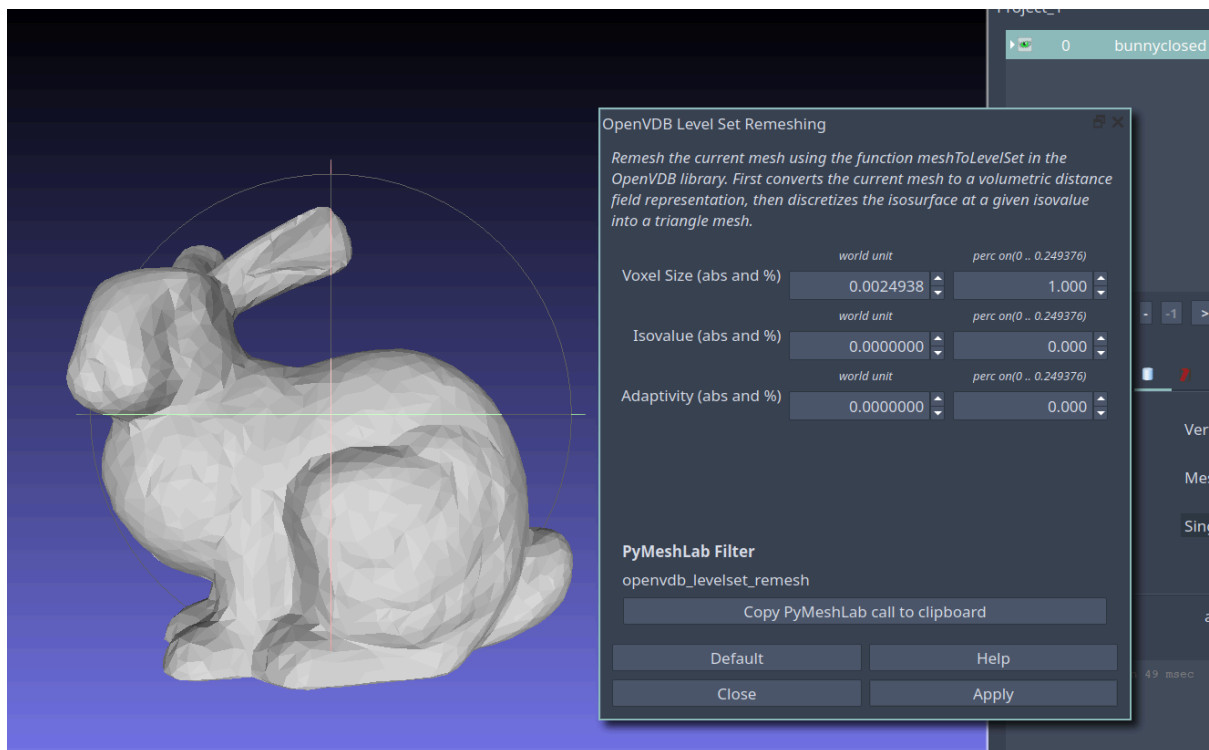 Project_1
0 bunnyclosed
OpenVDB Level Set Remeshing
Remesh the current mesh using the function meshToLevelSet in the
OpenVDB library. First converts the current mesh to a volumetric distance
field representation, then discretizes the isosurface at a given isovalue
into a triangle mesh.
world unit perc on(0 .. 0.249376)
Voxel Size (abs and %) 0.0024938 1.000
world unit perc on(0 .. 0.249376)
Isovalue (abs and %) 0.0000000 0.000
world unit perc on(0 .. 0.249376)
Adaptivity (abs and %) 0.0000000 0.000
PyMeshLab Filter
openvdb_levelset_remesh
Copy PyMeshLab call to clipboard
Default Help
Close Apply
- -1 >
Ver
Mes
Sing
49 msec